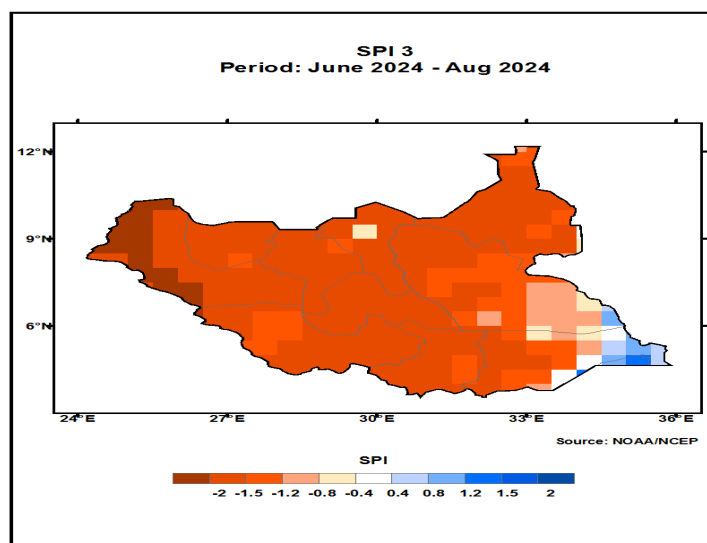 SPI 3
Period: June 2024 - Aug 2024
12°N
9°N
6°N
24°E 27°E 30°E 33°E 36°E
Source: NOAA/NCEP
SPI
-2 -1.5 -1.2 -0.8 -0.4 0.4 0.8 1.2 1.5 2